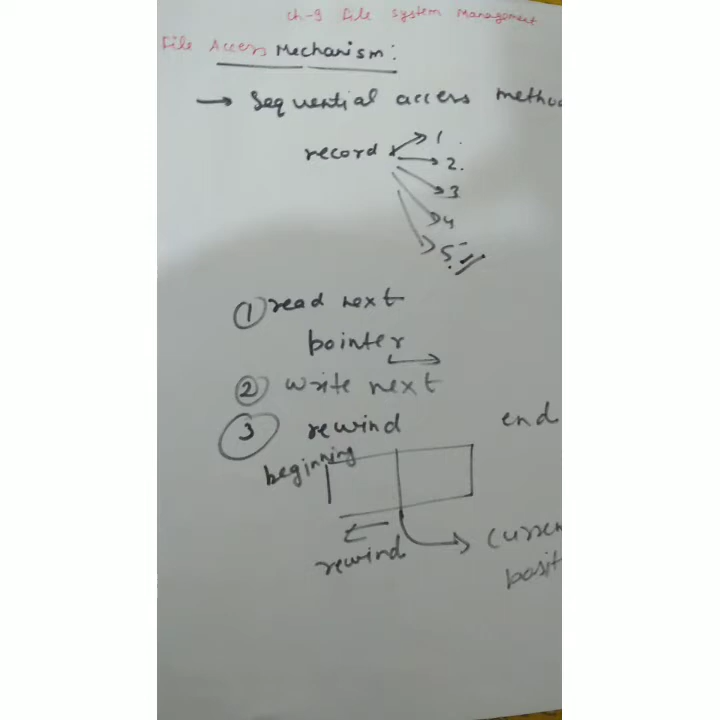 Ch-9 File System Management
File Access Mechanism:
→ Sequential access metho
record 1.
2.
3
4
5.
① read next
pointer
② write next
③ rewind
end
beginning
rewind
curren
posit